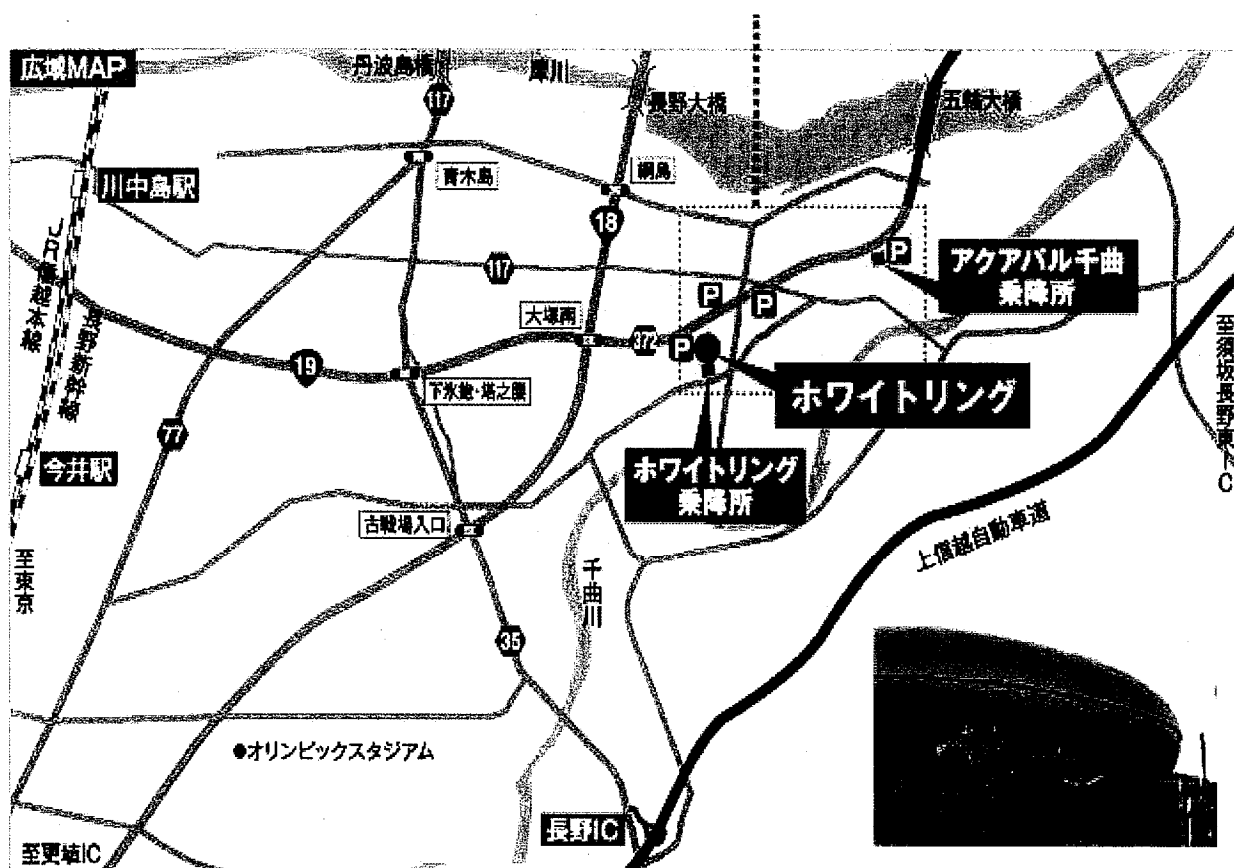 広域MAP
丹波島橋
犀川
長野大橋
五輪大橋
117
川中島駅
青木島
綱島
18
P
アクアパル千曲
乗降所
117
JR信越本線
長野新幹線
P
P
大塚南
372
P
19
下氷鉋・塔之腰
ホワイトリング
至須坂長野東IC
77
今井駅
ホワイトリング
乗降所
古戦場入口
上信越自動車道
至東京
千曲川
35
●オリンピックスタジアム
長野IC
至更埴IC